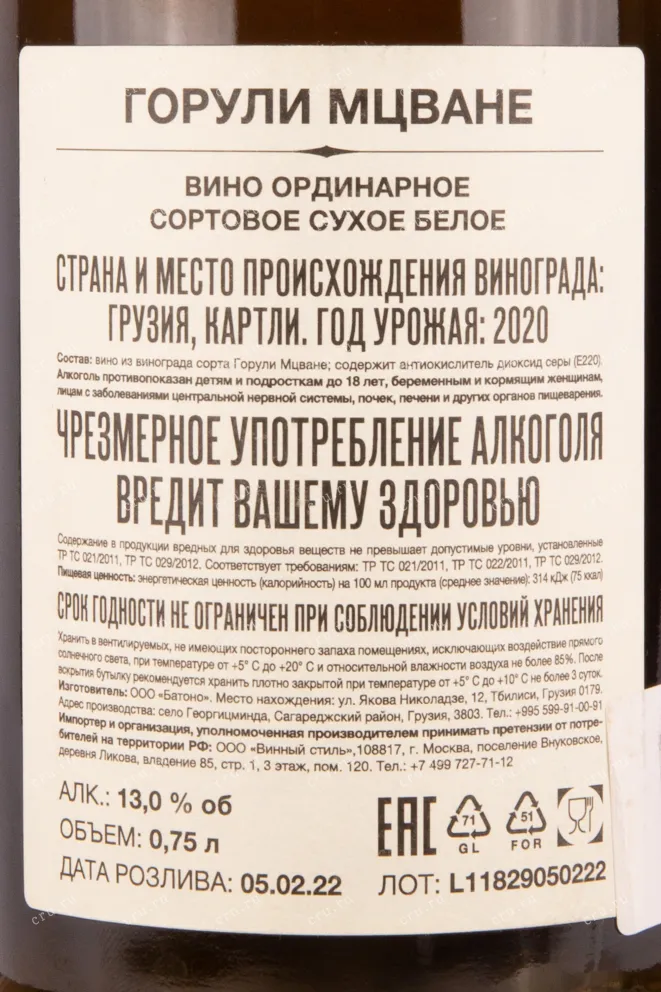 ГОРУЛИ МЦВАНЕ
ВИНО ОРДИНАРНОЕ
СОРТОВОЕ СУХОЕ БЕЛОЕ
СТРАНА И МЕСТО ПРОИСХОЖДЕНИЯ ВИНОГРАДА:
ГРУЗИЯ, КАРТЛИ. ГОД УРОЖАЯ: 2020
Состав: вино из винограда сорта Горули Мцване; содержит антиокислитель диоксид серы (Е220).
Алкоголь противопоказан детям и подросткам до 18 лет, беременным и кормящим женщинам,
лицам с заболеваниями центральной нервной системы, почек, печени и других органов пищеварения.
ЧРЕЗМЕРНОЕ УПОТРЕБЛЕНИЕ АЛКОГОЛЯ
ВРЕДИТ ВАШЕМУ ЗДОРОВЬЮ
Содержание в продукции вредных для здоровья веществ не превышает допустимые уровни, установленные
ТР ТС 021/2011, ТР ТС 029/2012. Соответствует требованиям: ТР ТС 021/2011, ТР ТС 022/2011, ТР ТС 029/2012.
Пищевая ценность: энергетическая ценность (калорийность) на 100 мл продукта (среднее значение): 314 кДж (75 ккал)
СРОК ГОДНОСТИ НЕ ОГРАНИЧЕН ПРИ СОБЛЮДЕНИИ УСЛОВИЙ ХРАНЕНИЯ
Хранить в вентилируемых, не имеющих постороннего запаха помещениях, исключающих воздействие прямого
солнечного света, при температуре от +5° С до +20° С и относительной влажности воздуха не более 85%. После
вскрытия бутылку рекомендуется хранить плотно закрытой при температуре от +5° С до +10° С не более 3 суток.
Изготовитель: ООО «Батоно». Место нахождения: ул. Якова Николадзе, 12, Тбилиси, Грузия 0179.
Адрес производства: село Георгицминда, Сагареджский район, Грузия, 3803. Тел.: +995 599-91-00-91
Импортер и организация, уполномоченная производителем принимать претензии от потре-
бителей на территории РФ: ООО «Винный стиль»,108817, г. Москва, поселение Внуковское,
деревня Ликова, владение 85, стр. 1, 3 этаж, пом. 120. Тел.: +7 499 727-71-12
АЛК.: 13,0 % об
ОБЪЕМ: 0,75 л
ДАТА РОЗЛИВА: 05.02.22
ЕАС
71
GL
51
FOR
ЛОТ: L11829050222